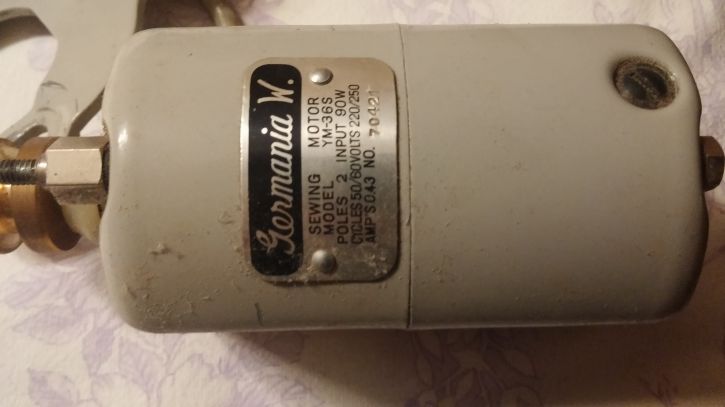 Germania W.
SEWING MOTOR
MODEL YM-36S
POLES 2 INPUT 90W
CYCLES 50/60 VOLTS 220/250
AMP'S 0.43 NO. 70421